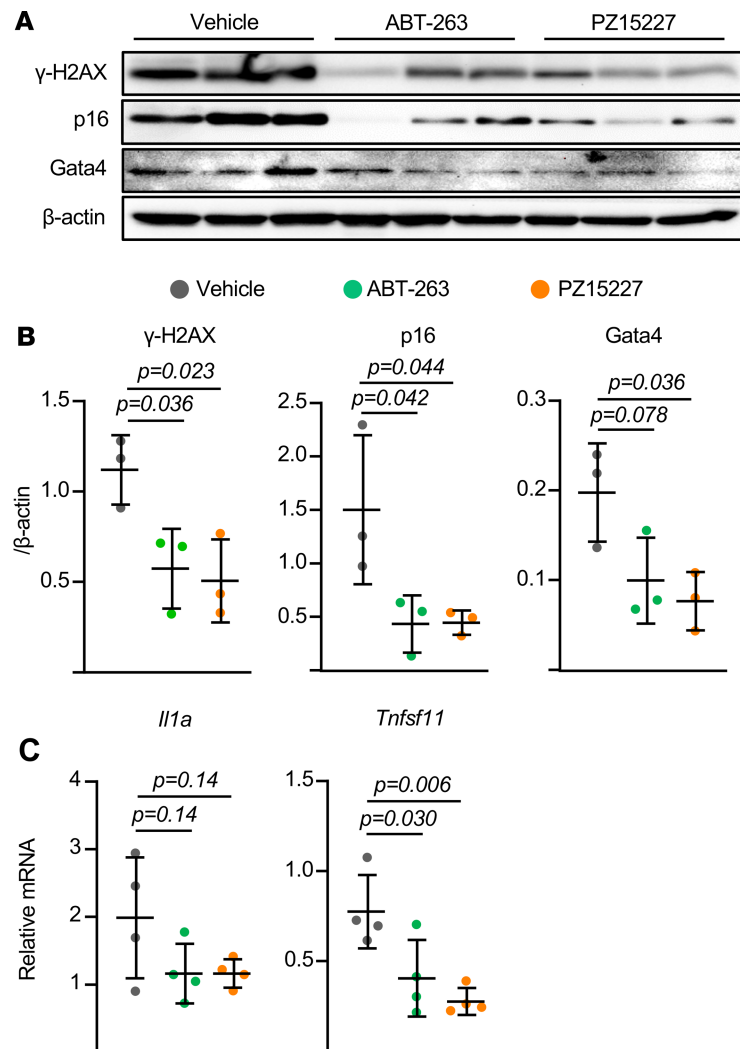 A
Vehicle ABT-263 PZ15227
γ-H2AX
p16
Gata4
β-actin
Vehicle ABT-263 PZ15227
B
γ-H2AX p16 Gata4
/β-actin
1.5
1.0
0.5
p=0.023
p=0.036
2.5
2.0
1.5
1.0
0.5
p=0.044
p=0.042
0.3
0.2
0.1
p=0.036
p=0.078
C
Il1a Tnfsf11
Relative mRNA
4
3
2
1
p=0.14
p=0.14
1.5
1.0
0.5
p=0.006
p=0.030